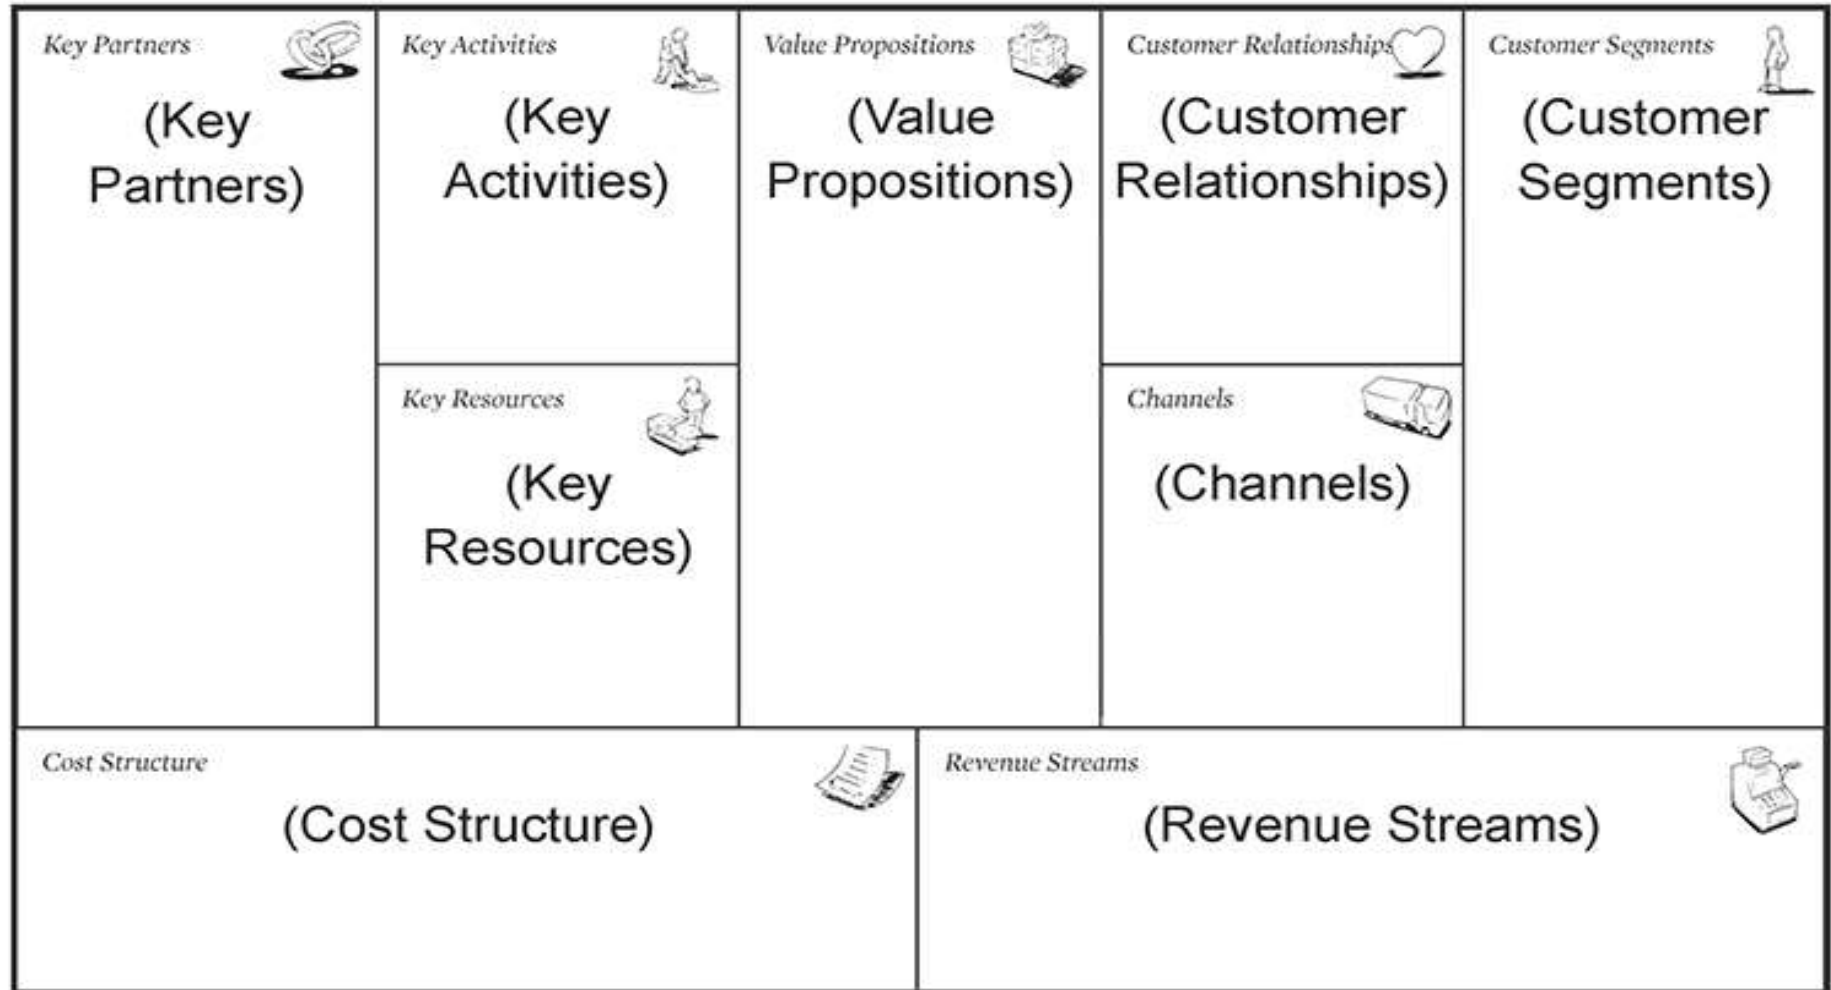 Key Partners
(Key
Partners)
Key Activities
(Key
Activities)
Key Resources
(Key
Resources)
Value Propositions
(Value
Propositions)
Customer Relationships
(Customer
Relationships)
Channels
(Channels)
Customer Segments
(Customer
Segments)
Cost Structure
(Cost Structure)
Revenue Streams
(Revenue Streams)